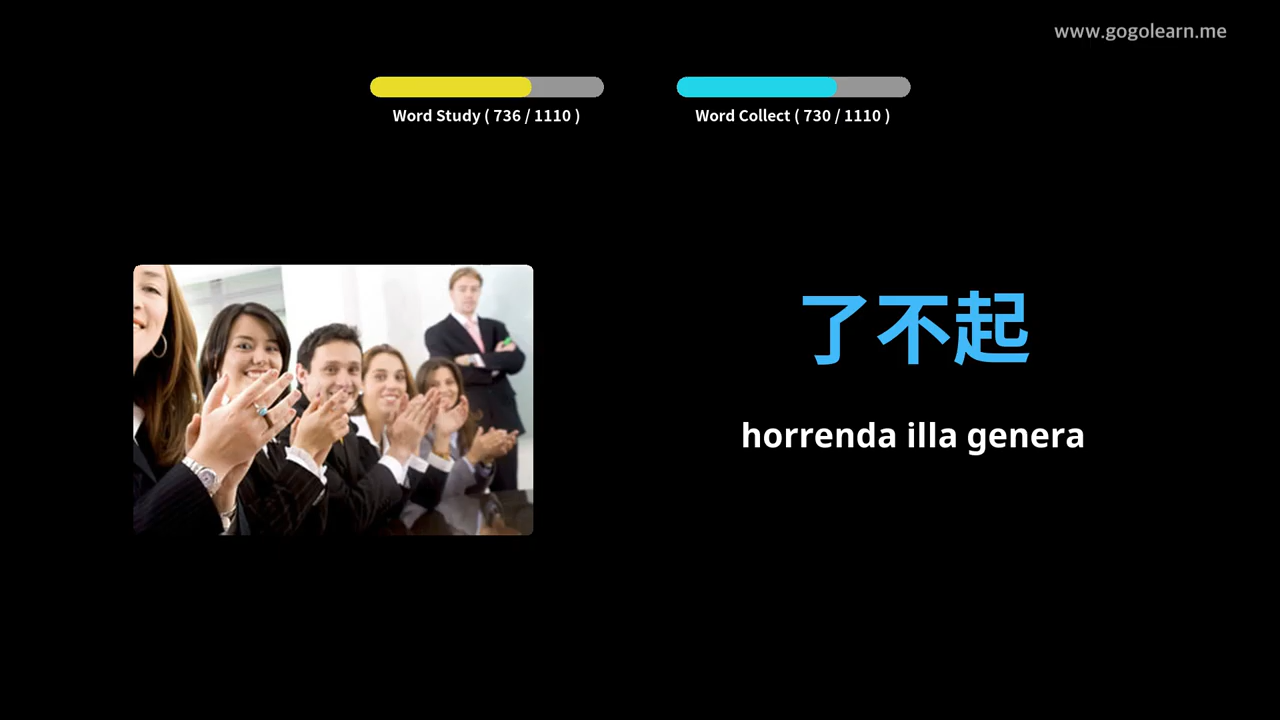 www.gogolearn.me
Word Study ( 736 / 1110 )
Word Collect ( 730 / 1110 )
了不起
horrenda illa genera